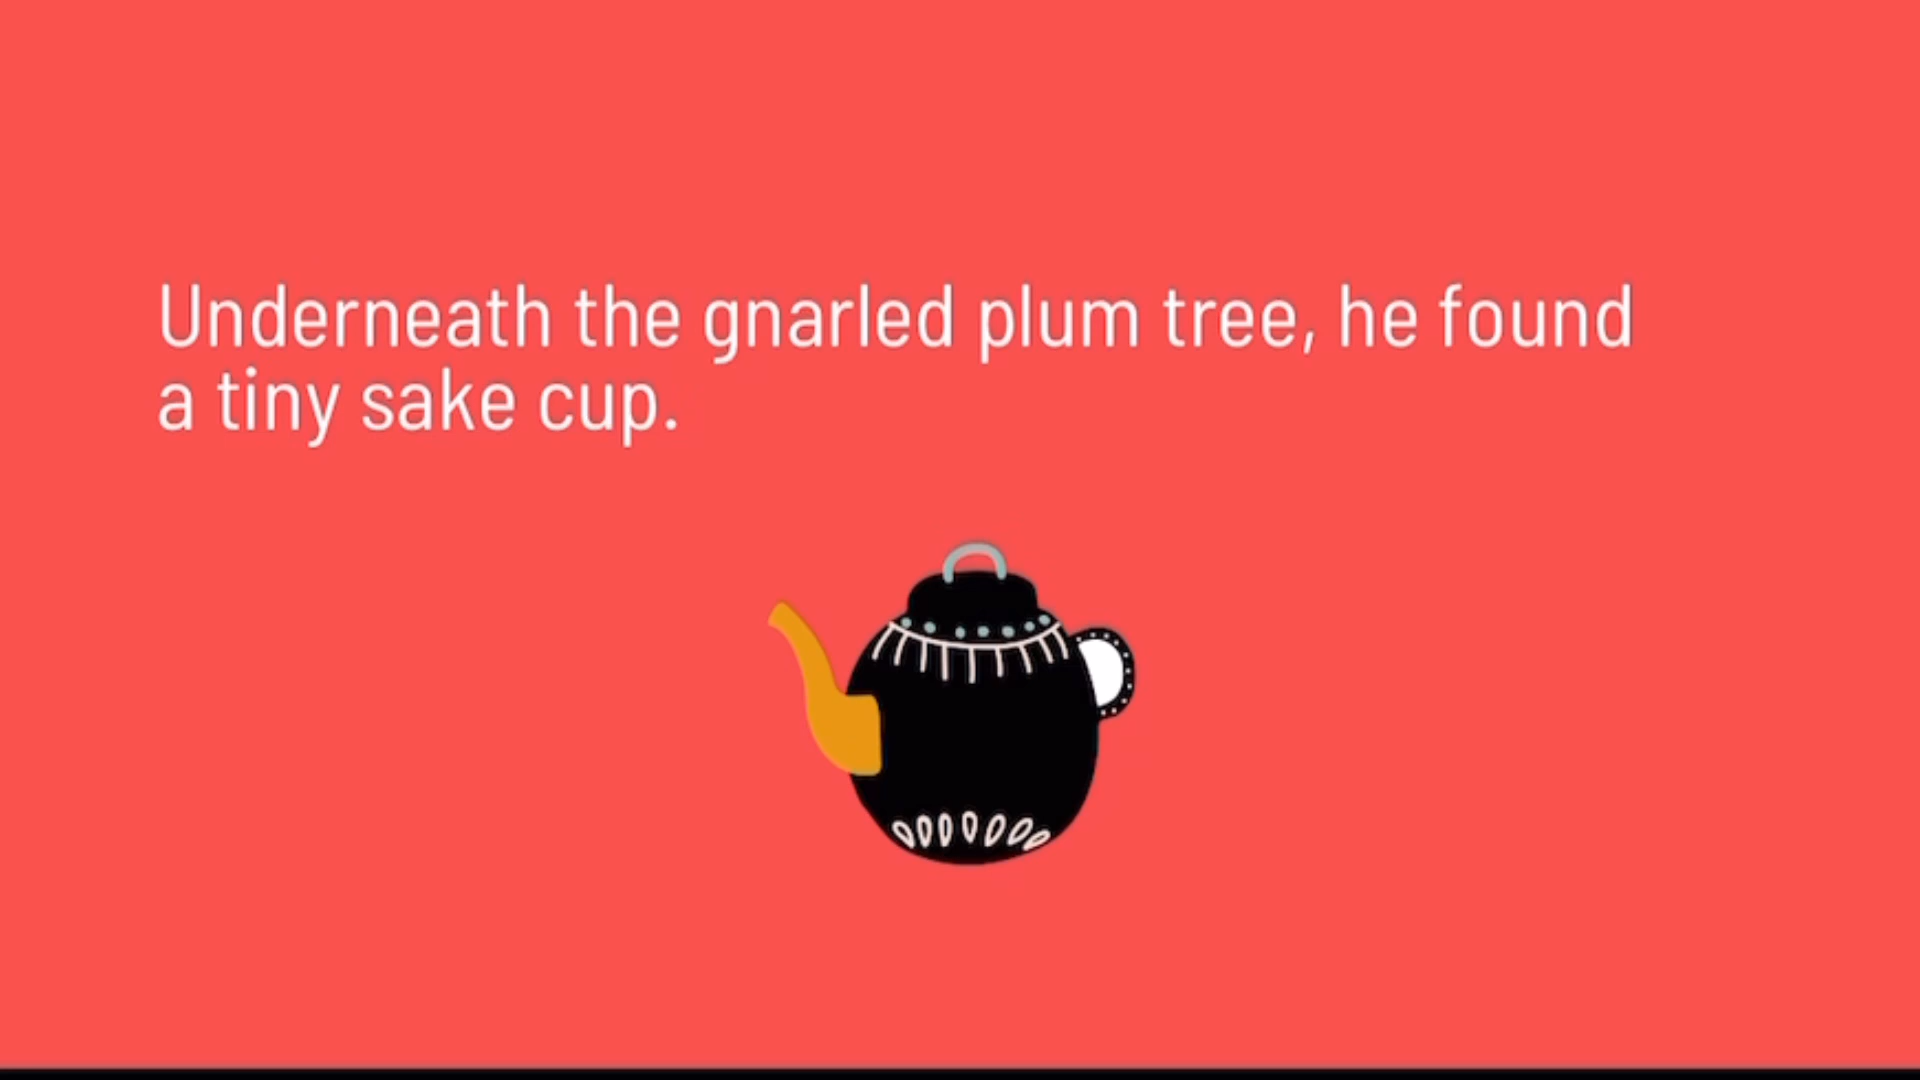 Underneath the gnarled plum tree, he found
a tiny sake cup.